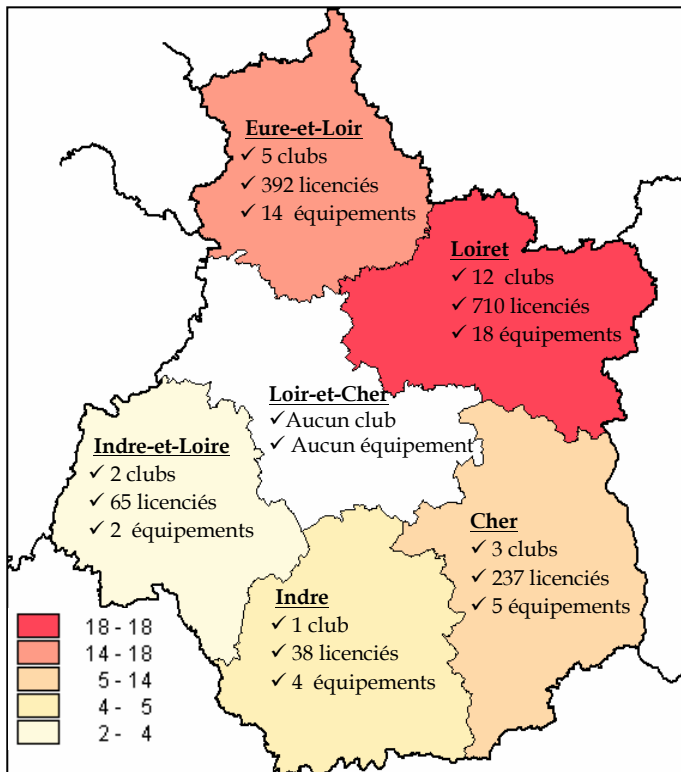 Eure-et-Loir
✓ 5 clubs
✓ 392 licenciés
✓ 14 équipements
Loiret
✓ 12 clubs
✓ 710 licenciés
✓ 18 équipements
Loir-et-Cher
✓ Aucun club
✓ Aucun équipement
Indre-et-Loire
✓ 2 clubs
✓ 65 licenciés
✓ 2 équipements
Cher
✓ 3 clubs
✓ 237 licenciés
✓ 5 équipements
Indre
✓ 1 club
✓ 38 licenciés
✓ 4 équipements
18 - 18
14 - 18
5 - 14
4 - 5
2 - 4